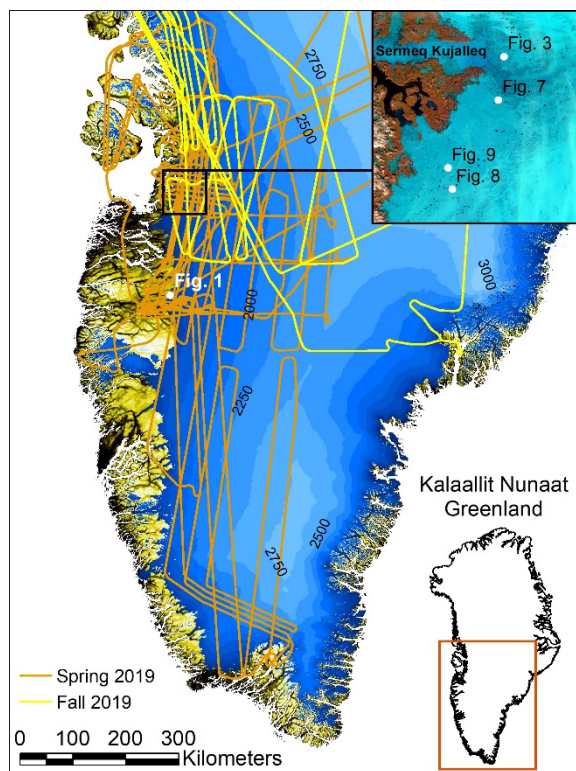 2750
2500
Sermeq Kujalleq
Fig. 3
Fig. 7
Fig. 9
Fig. 8
3000
Fig. 1
2000
2250
2500
2750
Kalaallit Nunaat
Greenland
Spring 2019
Fall 2019
0 100 200 300
Kilometers